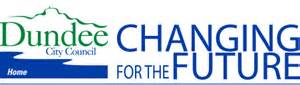 Dundee
City Council
Home
CHANGING
FOR THE FUTURE